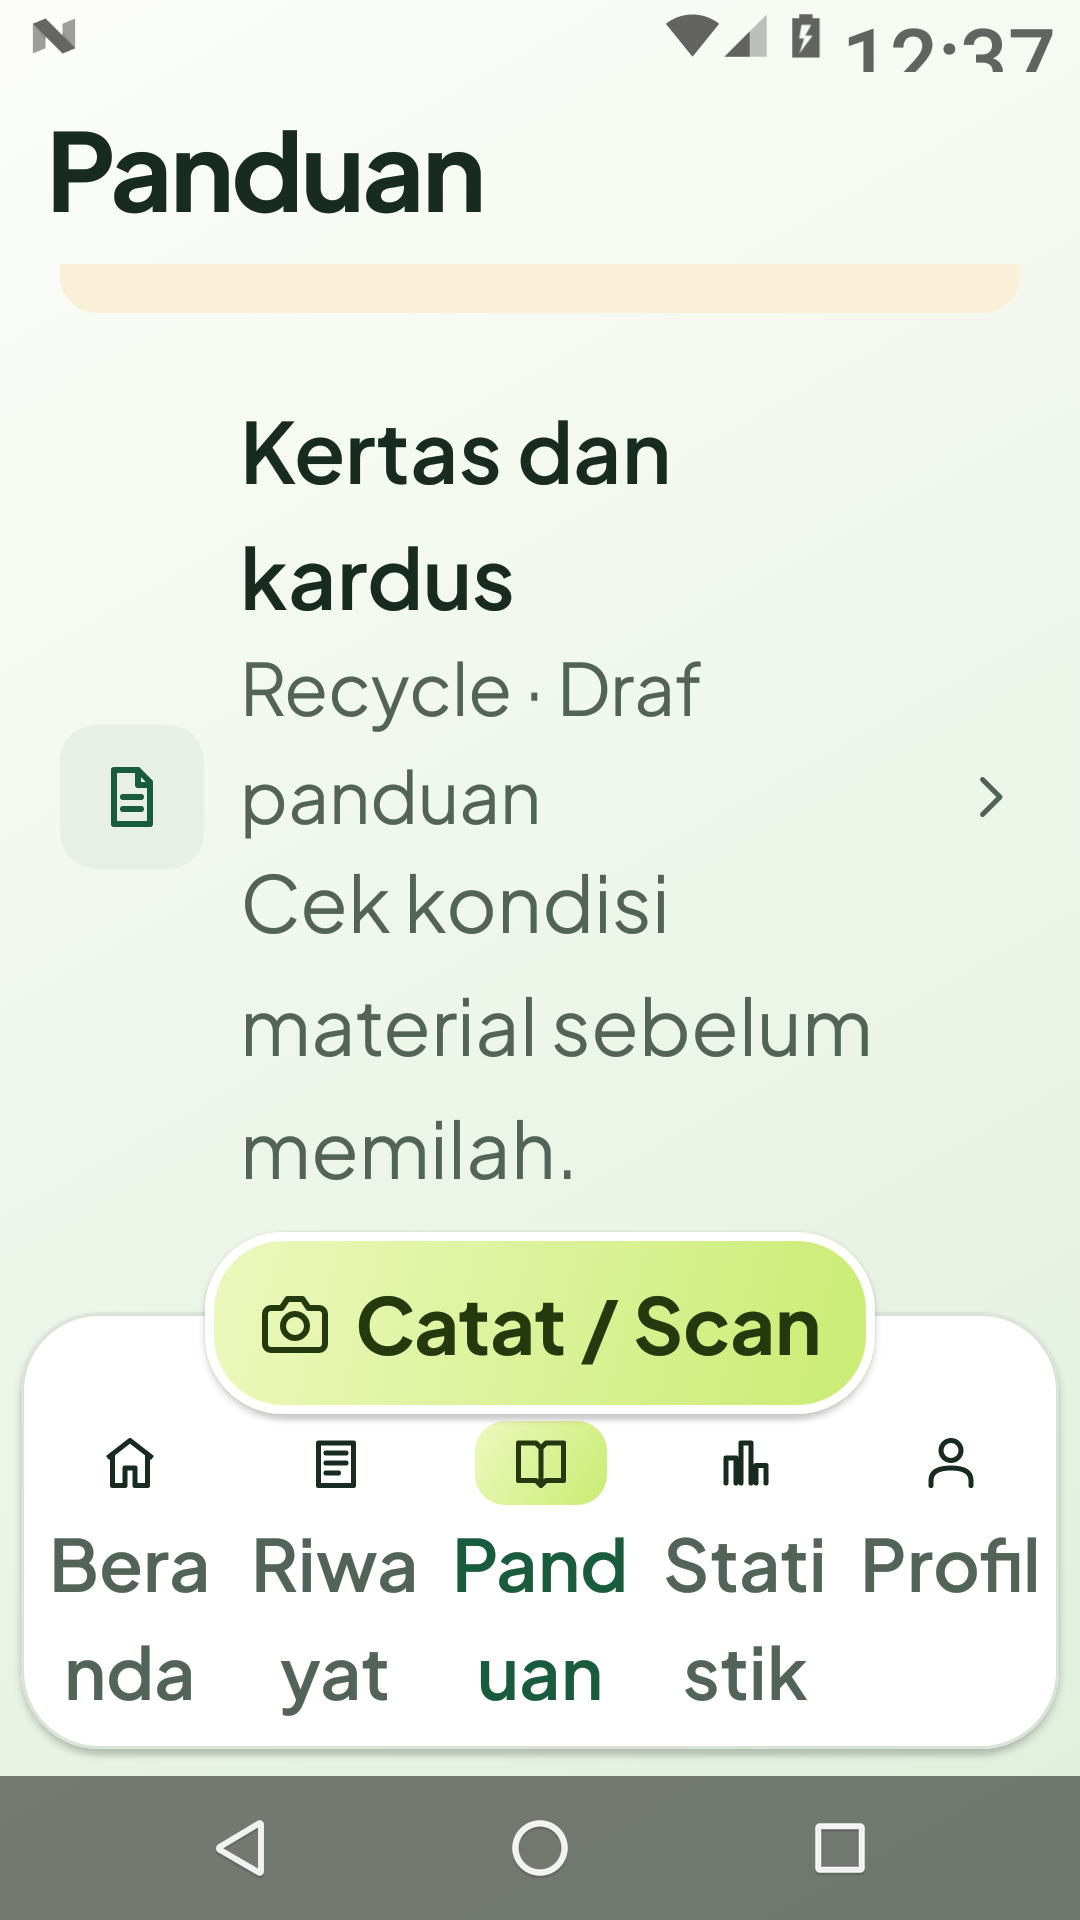 12:37
Panduan
Kertas dan
kardus
Recycle · Draf
panduan
Cek kondisi
material sebelum
memilah.
Catat / Scan
Bera
nda
Riwa
yat
Pand
uan
Stati
stik
Profil